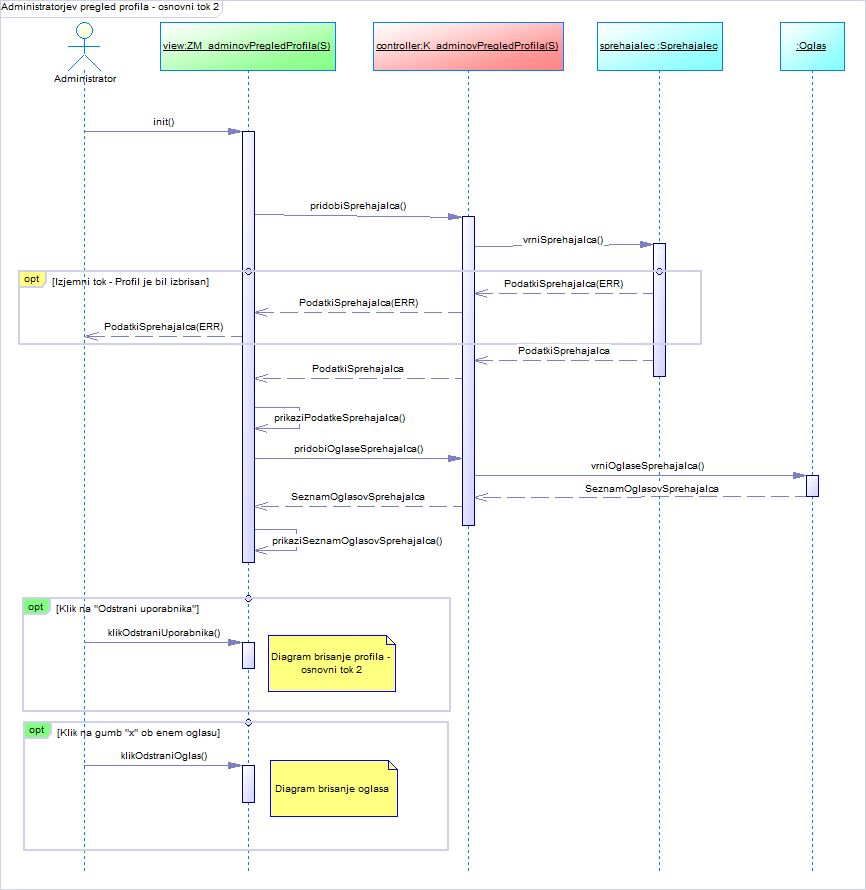 Administratorjev pregled profila - osnovni tok 2
Administrator
view:ZM_adminovPregledProfila(S)
controller:K_adminovPregledProfila(S)
sprehajalec :Sprehajalec
:Oglas
init()
pridobiSprehajalca()
vrniSprehajalca()
opt
[Izjemni tok - Profil je bil izbrisan]
PodatkiSprehajalca(ERR)
PodatkiSprehajalca(ERR)
PodatkiSprehajalca(ERR)
PodatkiSprehajalca
PodatkiSprehajalca
prikaziPodatkeSprehajalca()
pridobiOglaseSprehajalca()
vrniOglaseSprehajalca()
SeznamOglasovSprehajalca
SeznamOglasovSprehajalca
prikaziSeznamOglasovSprehajalca()
opt
[Klik na "Odstrani uporabnika"]
klikOdstraniUporabnika()
Diagram brisanje profila -
osnovni tok 2
opt
[Klik na gumb "x" ob enem oglasu]
klikOdstraniOglas()
Diagram brisanje oglasa